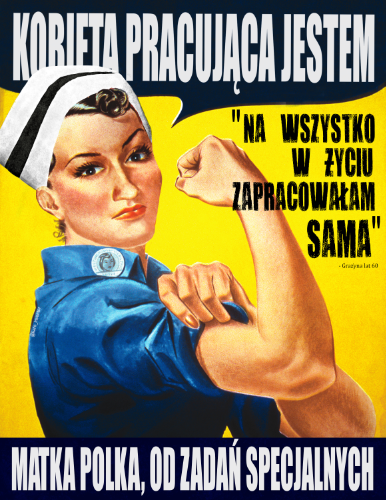 KOBIETA PRACUJĄCA JESTEM
"NA WSZYSTKO
W ŻYCIU
ZAPRACOWAŁAM
SAMA"
- Grażyna lat 60
MATKA POLKA, OD ZADAŃ SPECJALNYCH